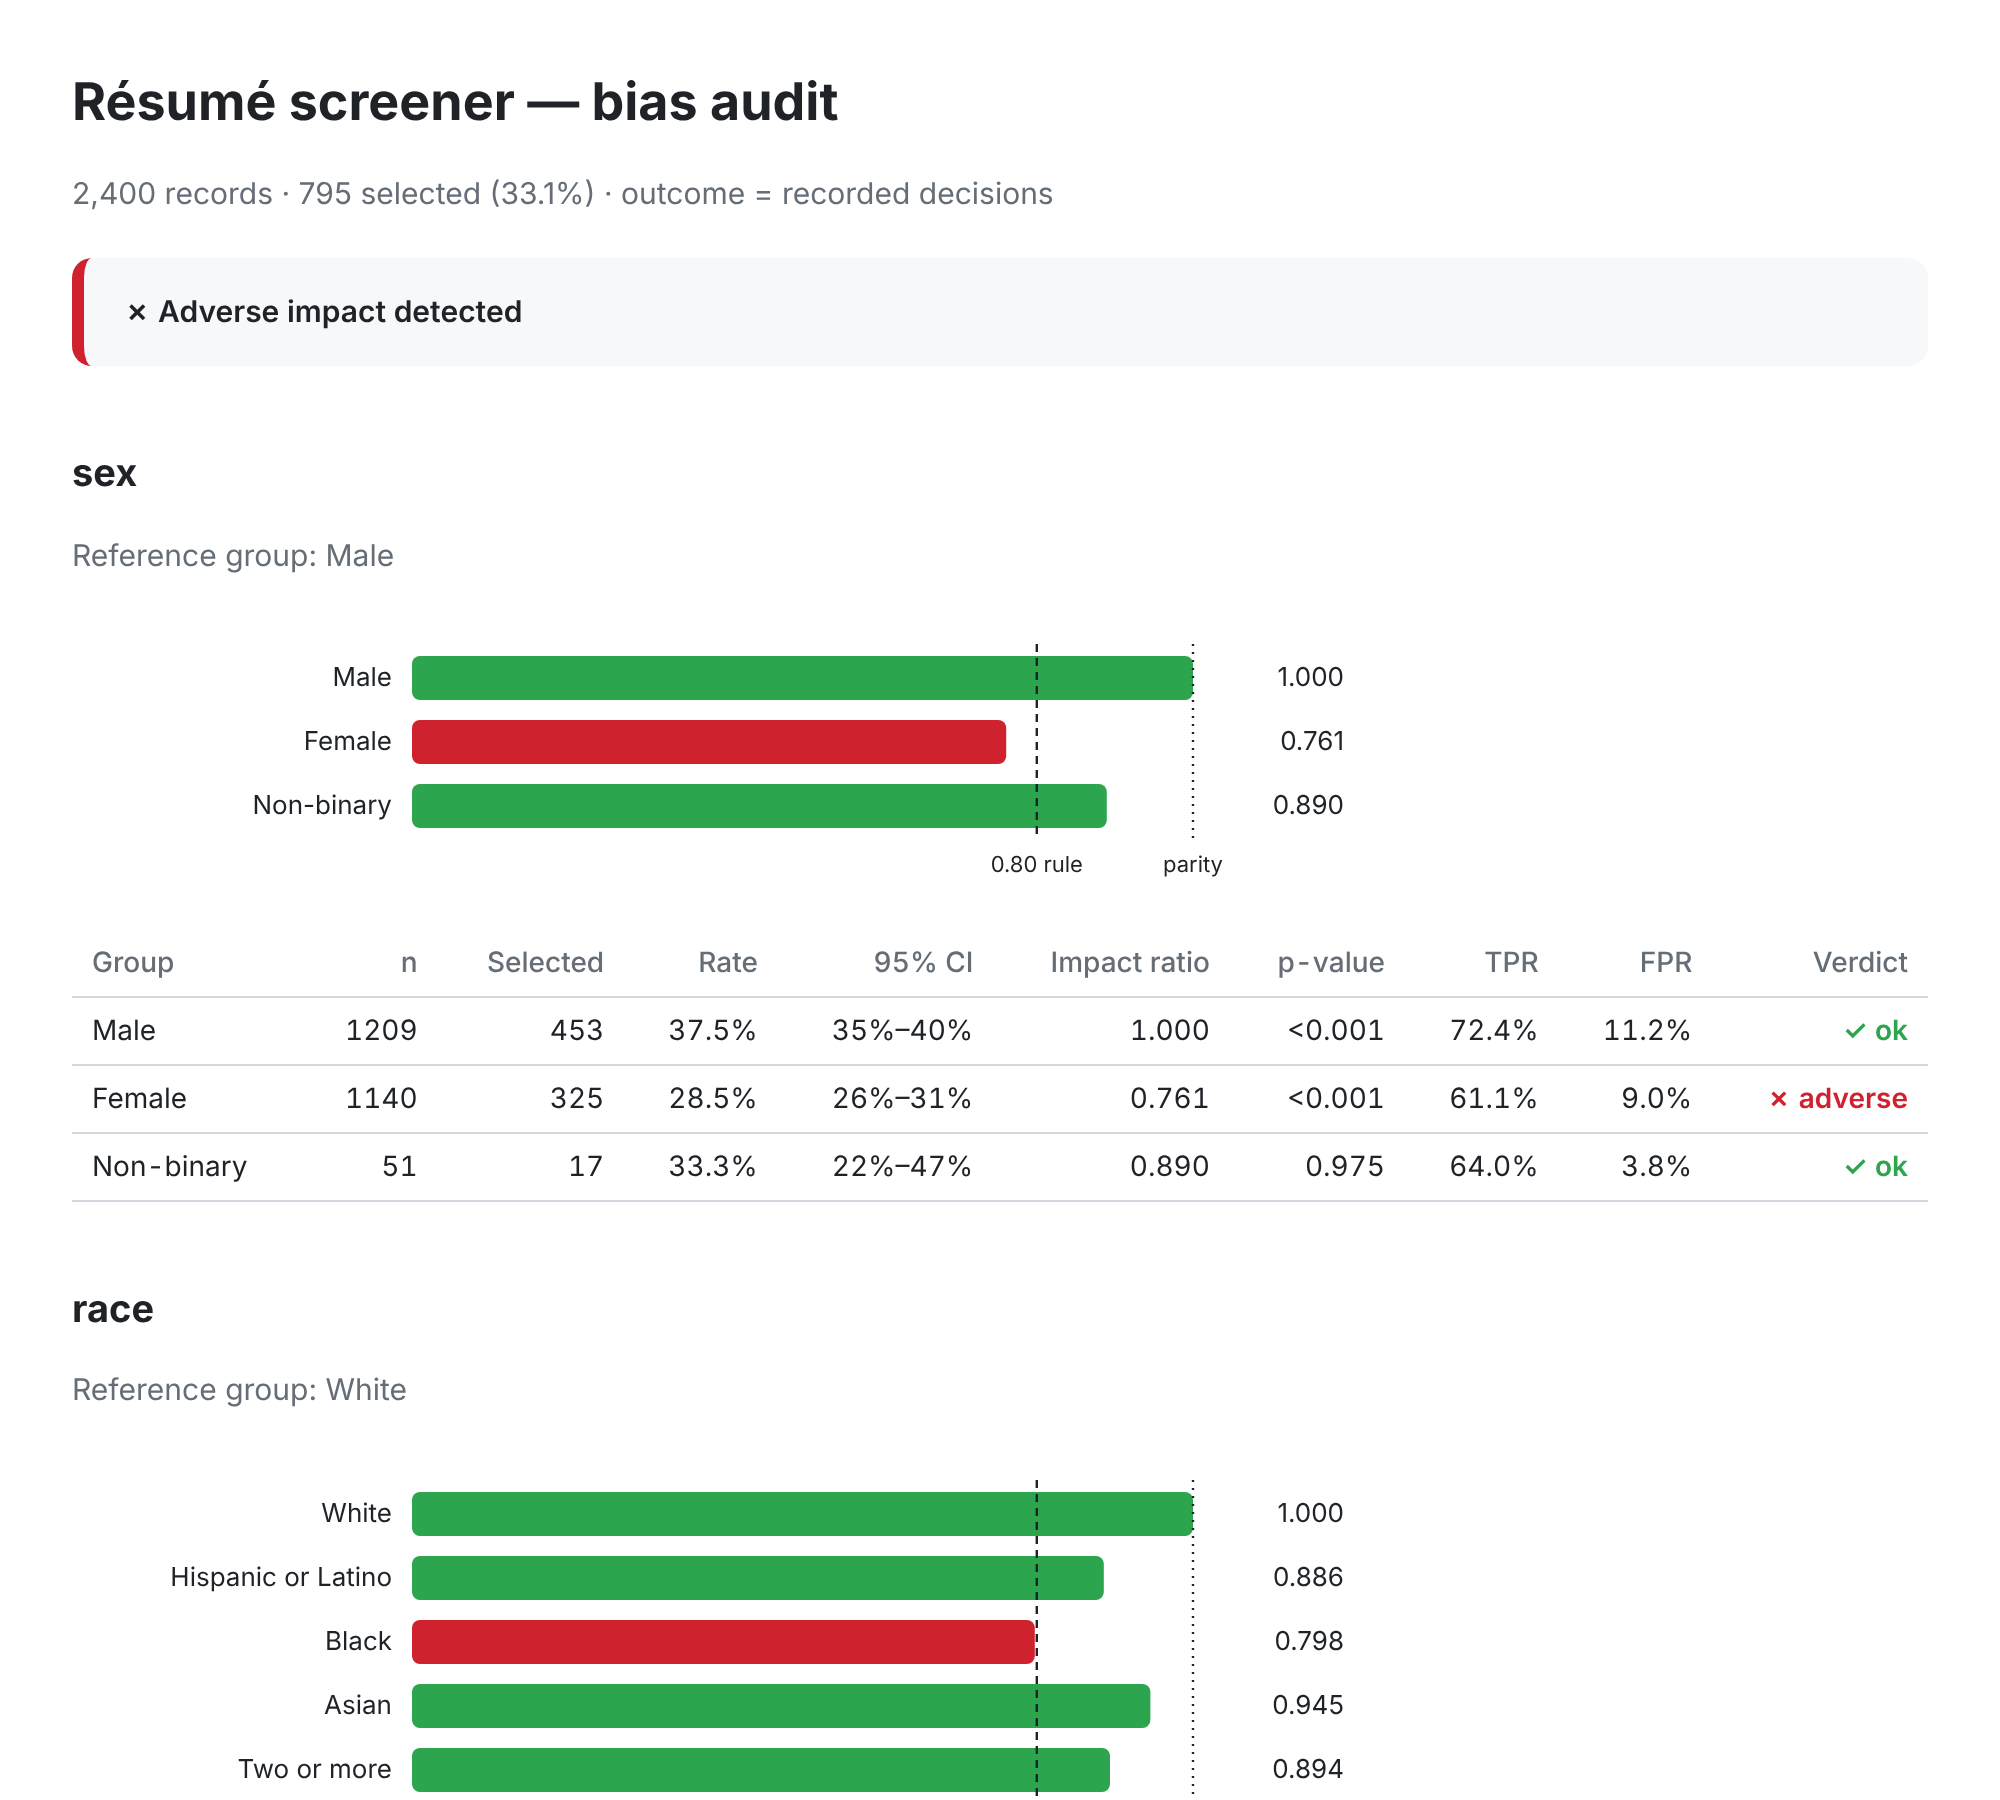 Résumé screener — bias audit
2,400 records · 795 selected (33.1%) · outcome = recorded decisions
× Adverse impact detected
sex
Reference group: Male
Male 1.000
Female 0.761
Non-binary 0.890
0.80 rule parity
Group n Selected Rate 95% CI Impact ratio p-value TPR FPR Verdict
Male 1209 453 37.5% 35%–40% 1.000 <0.001 72.4% 11.2% ✓ ok
Female 1140 325 28.5% 26%–31% 0.761 <0.001 61.1% 9.0% × adverse
Non-binary 51 17 33.3% 22%–47% 0.890 0.975 64.0% 3.8% ✓ ok
race
Reference group: White
White 1.000
Hispanic or Latino 0.886
Black 0.798
Asian 0.945
Two or more 0.894